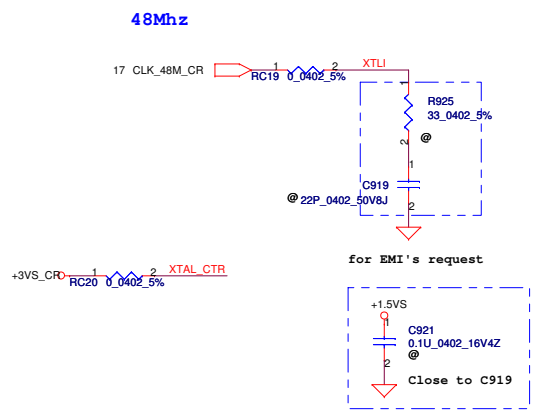 48Mhz
17 CLK_48M_CR
1
2
XTLI
RC19 0_0402_5%
1
R925
33_0402_5%
@
2
1
C919
@ 22P_0402_50V8J
2
for EMI's request
+3VS_CR
1
2
XTAL_CTR
RC20 0_0402_5%
+1.5VS
1
C921
0.1U_0402_16V4Z
@
2
Close to C919